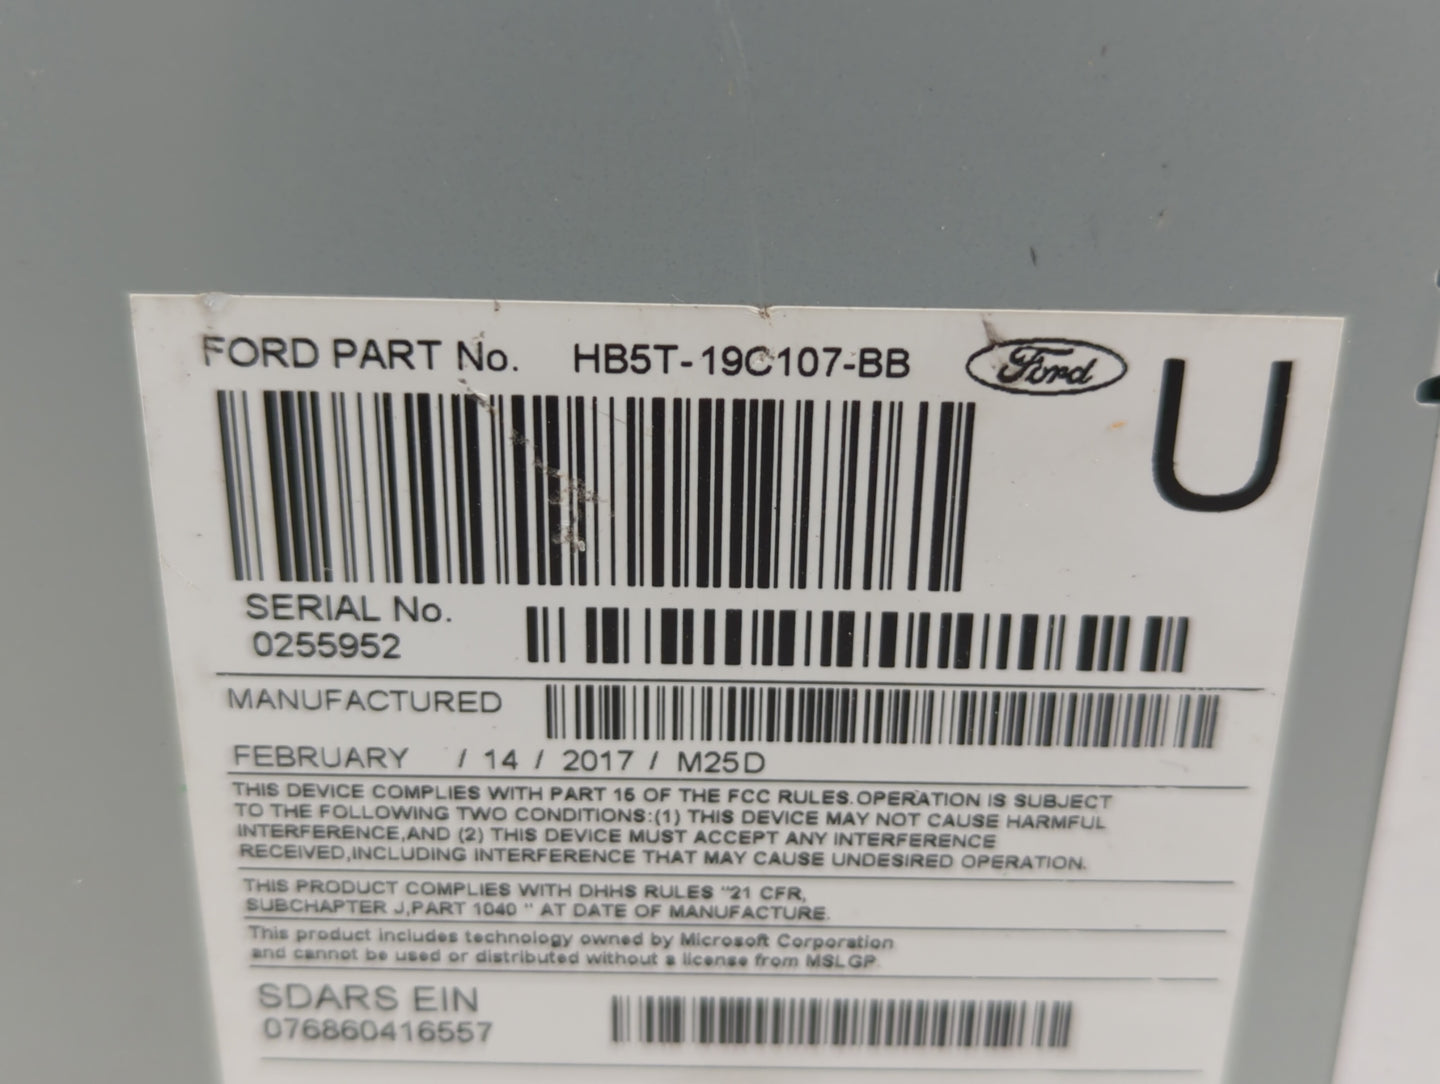 FORD PART No. HB5T-19C107-BB Ford U
SERIAL No.
0255952
MANUFACTURED
FEBRUARY / 14 / 2017 / M25D
THIS DEVICE COMPLIES WITH PART 15 OF THE FCC RULES.OPERATION IS SUBJECT
TO THE FOLLOWING TWO CONDITIONS:(1) THIS DEVICE MAY NOT CAUSE HARMFUL
INTERFERENCE,AND (2) THIS DEVICE MUST ACCEPT ANY INTERFERENCE
RECEIVED,INCLUDING INTERFERENCE THAT MAY CAUSE UNDESIRED OPERATION.
THIS PRODUCT COMPLIES WITH DHHS RULES "21 CFR,
SUBCHAPTER J,PART 1040 " AT DATE OF MANUFACTURE.
This product includes technology owned by Microsoft Corporation
and cannot be used or distributed without a license from MSLGP.
SDARS EIN
076860416557